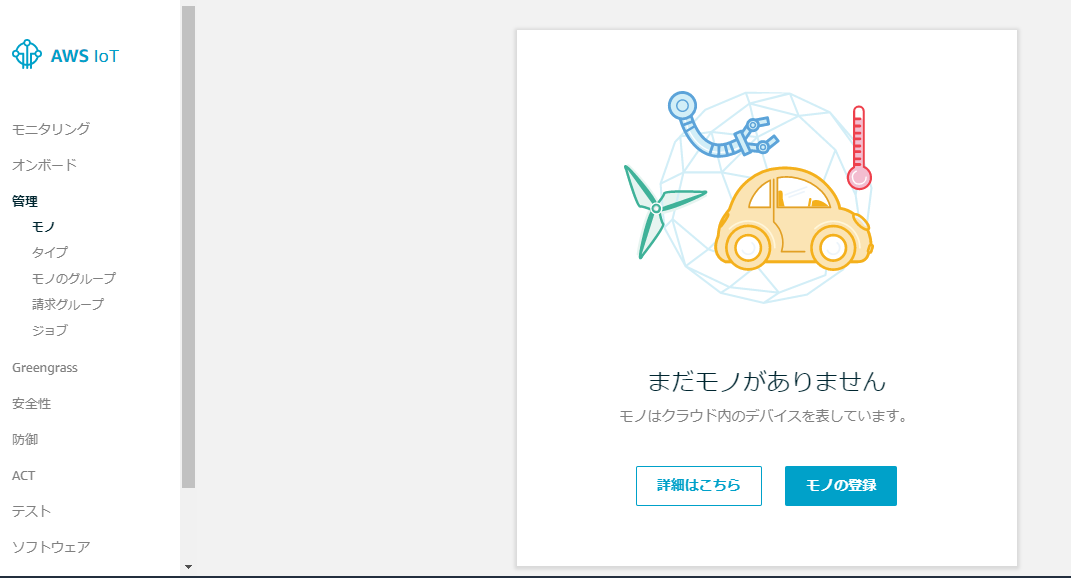 AWS IoT
モニタリング
オンボード
管理
モノ
タイプ
モノのグループ
請求グループ
ジョブ
Greengrass
安全性
防御
ACT
テスト
ソフトウェア
まだモノがありません
モノはクラウド内のデバイスを表しています。
詳細はこちら
モノの登録